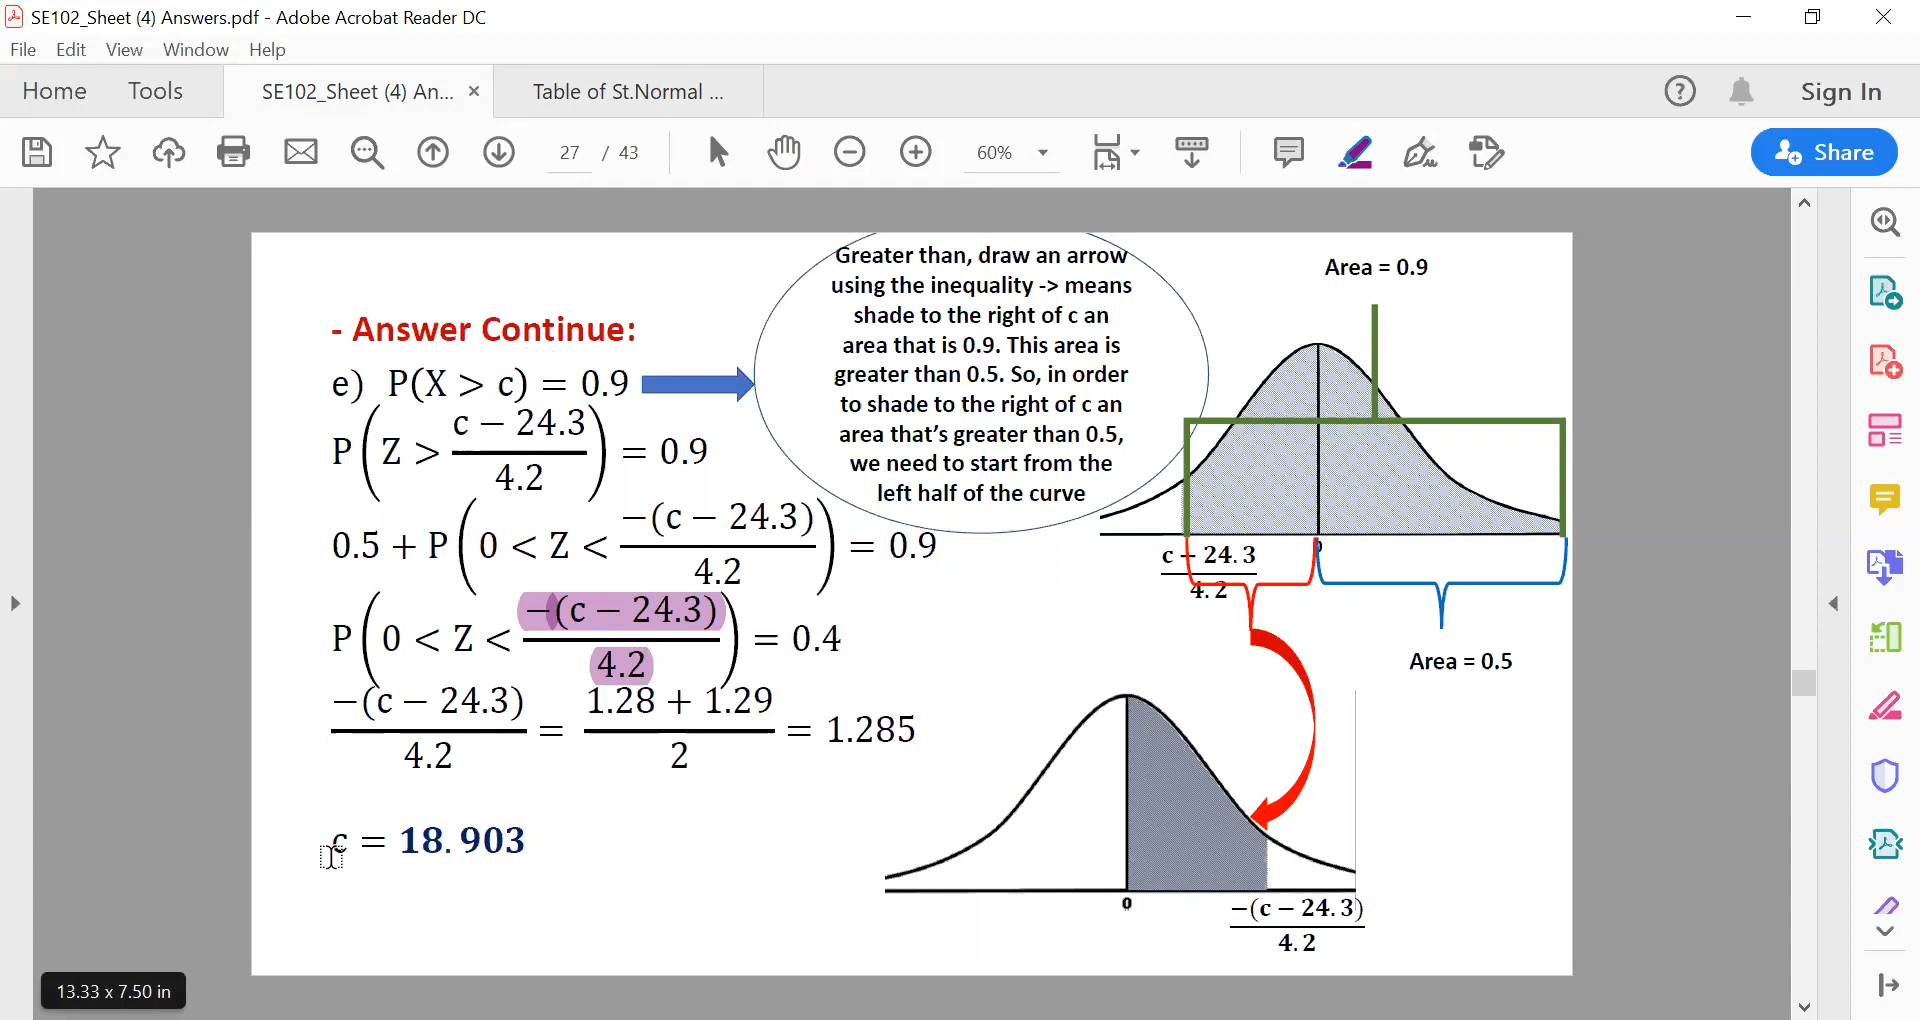 SE102_Sheet (4) Answers.pdf - Adobe Acrobat Reader DC
File Edit View Window Help
Home Tools SE102_Sheet (4) An... × Table of St.Normal ... Sign In
27 / 43 60% Share
Greater than, draw an arrow
using the inequality -> means
shade to the right of c an
area that is 0.9. This area is
greater than 0.5. So, in order
to shade to the right of c an
area that's greater than 0.5,
we need to start from the
left half of the curve
Area = 0.9
- Answer Continue:
e) P(X > c) = 0.9
P(Z > (c − 24.3)/4.2) = 0.9
0.5 + P(0 < Z < −(c − 24.3)/4.2) = 0.9
P(0 < Z < −(c − 24.3)/4.2) = 0.4
−(c − 24.3)/4.2 = (1.28 + 1.29)/2 = 1.285
c = 18.903
0
c − 24.3
4.2
Area = 0.5
0
−(c − 24.3)
4.2
13.33 x 7.50 in